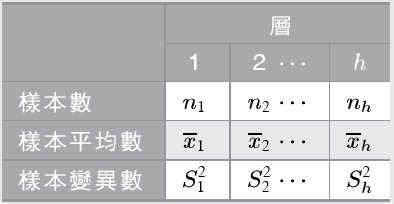 層
1 2 ⋯ h
樣本數 n₁ n₂ ⋯ nₕ
樣本平均數 x̅₁ x̅₂ ⋯ x̅ₕ
樣本變異數 S₁² S₂² ⋯ Sₕ²